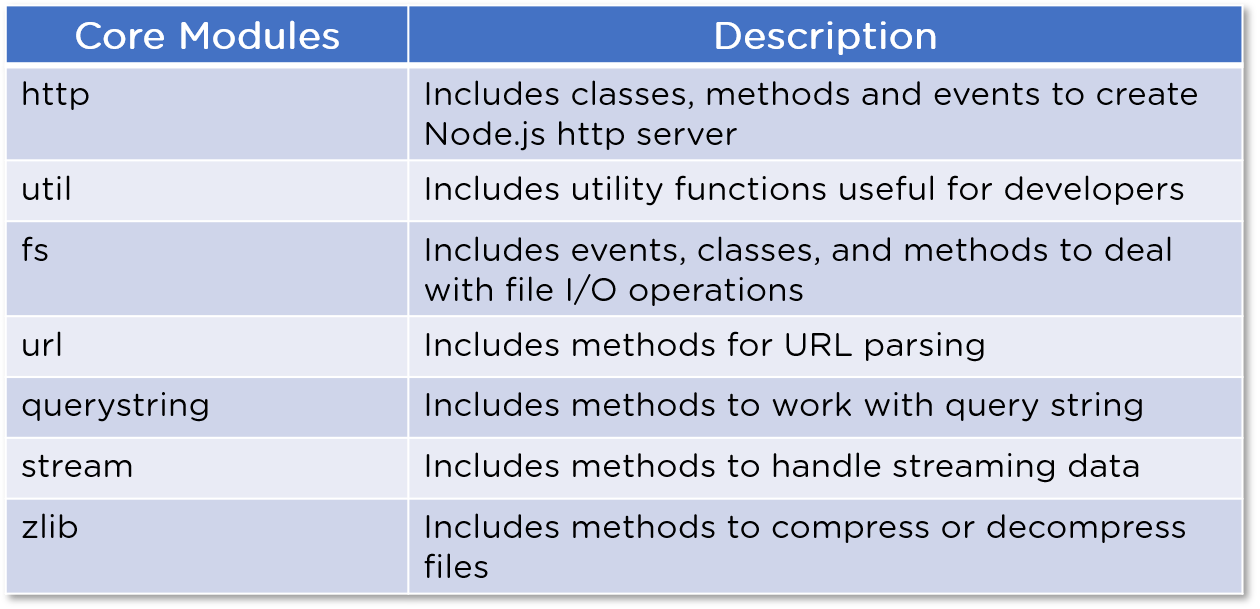 Core Modules Description
http Includes classes, methods and events to create
Node.js http server
util Includes utility functions useful for developers
fs Includes events, classes, and methods to deal
with file I/O operations
url Includes methods for URL parsing
querystring Includes methods to work with query string
stream Includes methods to handle streaming data
zlib Includes methods to compress or decompress
files